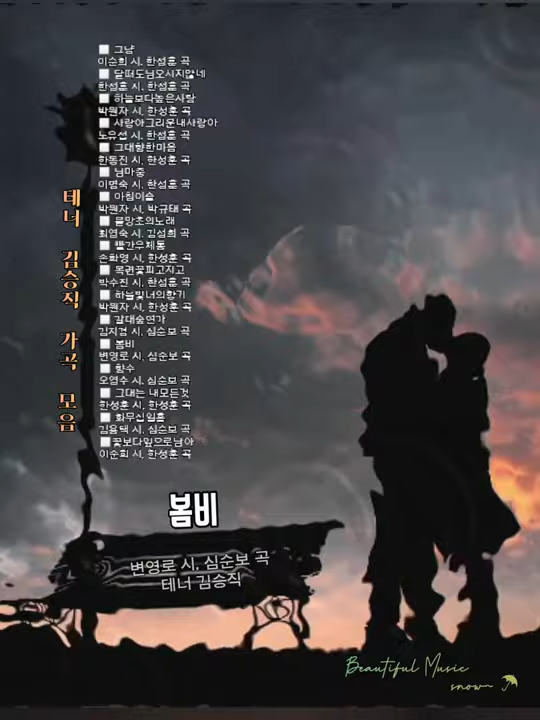 그냥
이순희 시, 한성훈 곡
달떠도님오시지않네
한성훈 시, 한성훈 곡
하늘보다높은사랑
박원자 시, 한성훈 곡
사랑아그리운내사랑아
노유섭 시, 한성훈 곡
그대향한마음
한동진 시, 한성훈 곡
님마중
이명숙 시, 한성훈 곡
아침이슬
박원자 시, 박규태 곡
물망초의노래
최영숙 시, 김성희 곡
빨간우체통
손화영 시, 한성훈 곡
목련꽃피고지고
박수진 시, 한성훈 곡
하늘빛너의향기
박원자 시, 한성훈 곡
갈대숲연가
김지경 시, 심순보 곡
봄비
변영로 시, 심순보 곡
향수
오영수 시, 심순보 곡
그대는 내모든것
한성훈 시, 한성훈 곡
화무십일홍
김용택 시, 심순보 곡
꽃보다잎으로남아
이순희 시, 한성훈 곡
테너 김승직 가곡 모음
봄비
변영로 시, 심순보 곡
테너 김승직
Beautiful Music
snow